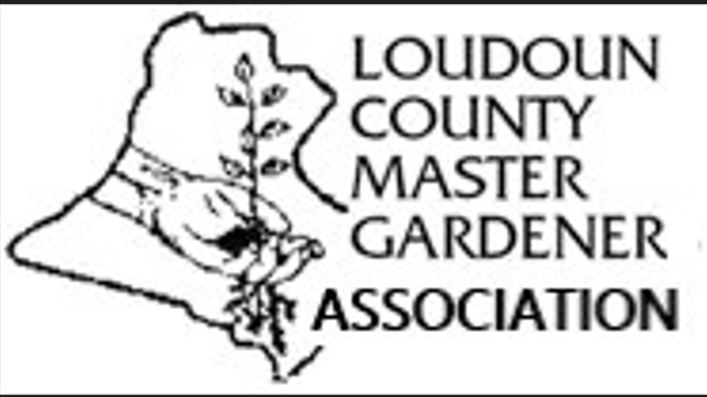 LOUDOUN
COUNTY
MASTER
GARDENER
ASSOCIATION